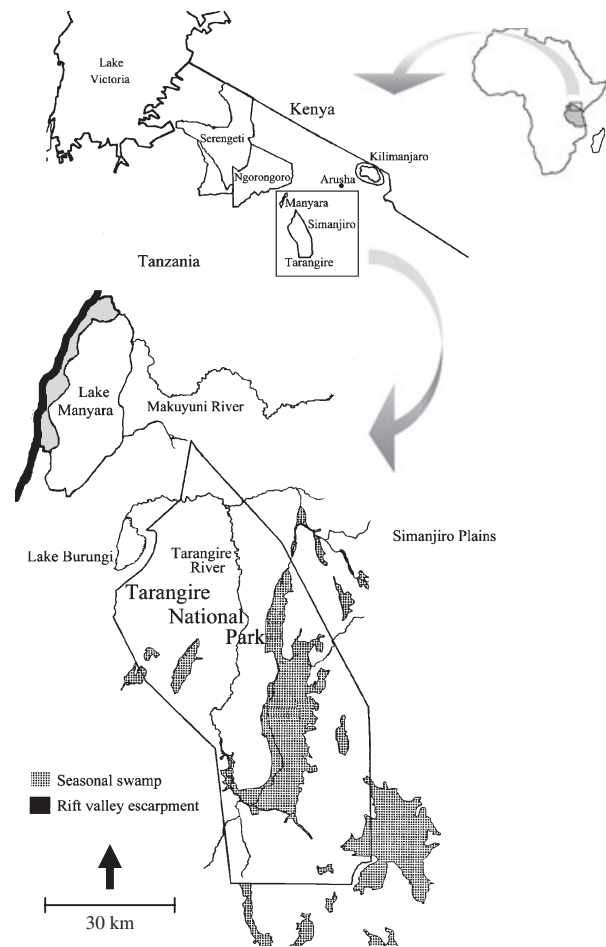 Lake
Victoria
Kenya
Serengeti
Kilimanjaro
Ngorongoro
Arusha
Manyara
Simanjiro
Tanzania
Tarangire
Lake
Manyara
Makuyuni River
Simanjiro Plains
Lake Burungi
Tarangire
River
Tarangire
National
Park
Seasonal swamp
Rift valley escarpment
30 km